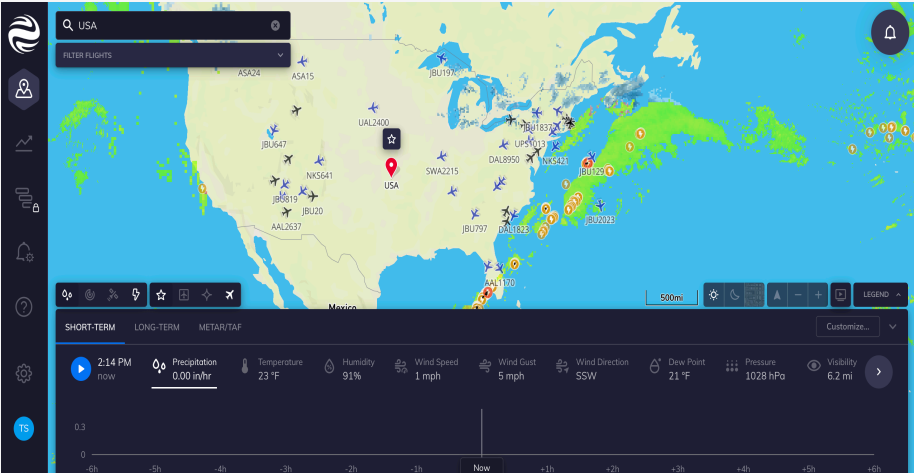 USA
FILTER FLIGHTS
ASA24
ASA15
JBU197
UAL2400
JBU647
JBU1837
UPS1013
DAL8950
NKS421
NKS641
SWA2215
JBU129
USA
JBU819
JBU20
AAL2637
JBU797
DAL1823
JBU2023
AAL1170
Mexico
500mi
LEGEND
SHORT-TERM
LONG-TERM
METAR/TAF
Customize...
2:14 PM
now
Precipitation
0.00 in/hr
Temperature
23 °F
Humidity
91%
Wind Speed
1 mph
Wind Gust
5 mph
Wind Direction
SSW
Dew Point
21 °F
Pressure
1028 hPa
Visibility
6.2 mi
TS
0.3
0
-6h
-5h
-4h
-3h
-2h
-1h
Now
+1h
+2h
+3h
+4h
+5h
+6h